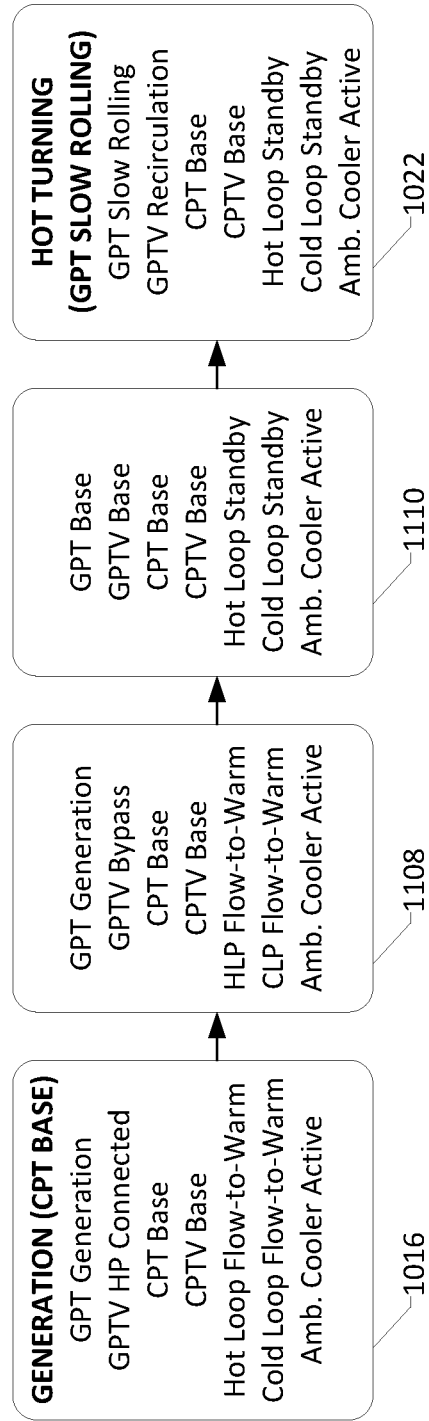 GENERATION (CPT BASE)
GPT Generation
GPTV HP Connected
CPT Base
CPTV Base
Hot Loop Flow-to-Warm
Cold Loop Flow-to-Warm
Amb. Cooler Active
1016
GPT Generation
GPTV Bypass
CPT Base
CPTV Base
HLP Flow-to-Warm
CLP Flow-to-Warm
Amb. Cooler Active
1108
GPT Base
GPTV Base
CPT Base
CPTV Base
Hot Loop Standby
Cold Loop Standby
Amb. Cooler Active
1110
HOT TURNING
(GPT SLOW ROLLING)
GPT Slow Rolling
GPTV Recirculation
CPT Base
CPTV Base
Hot Loop Standby
Cold Loop Standby
Amb. Cooler Active
1022